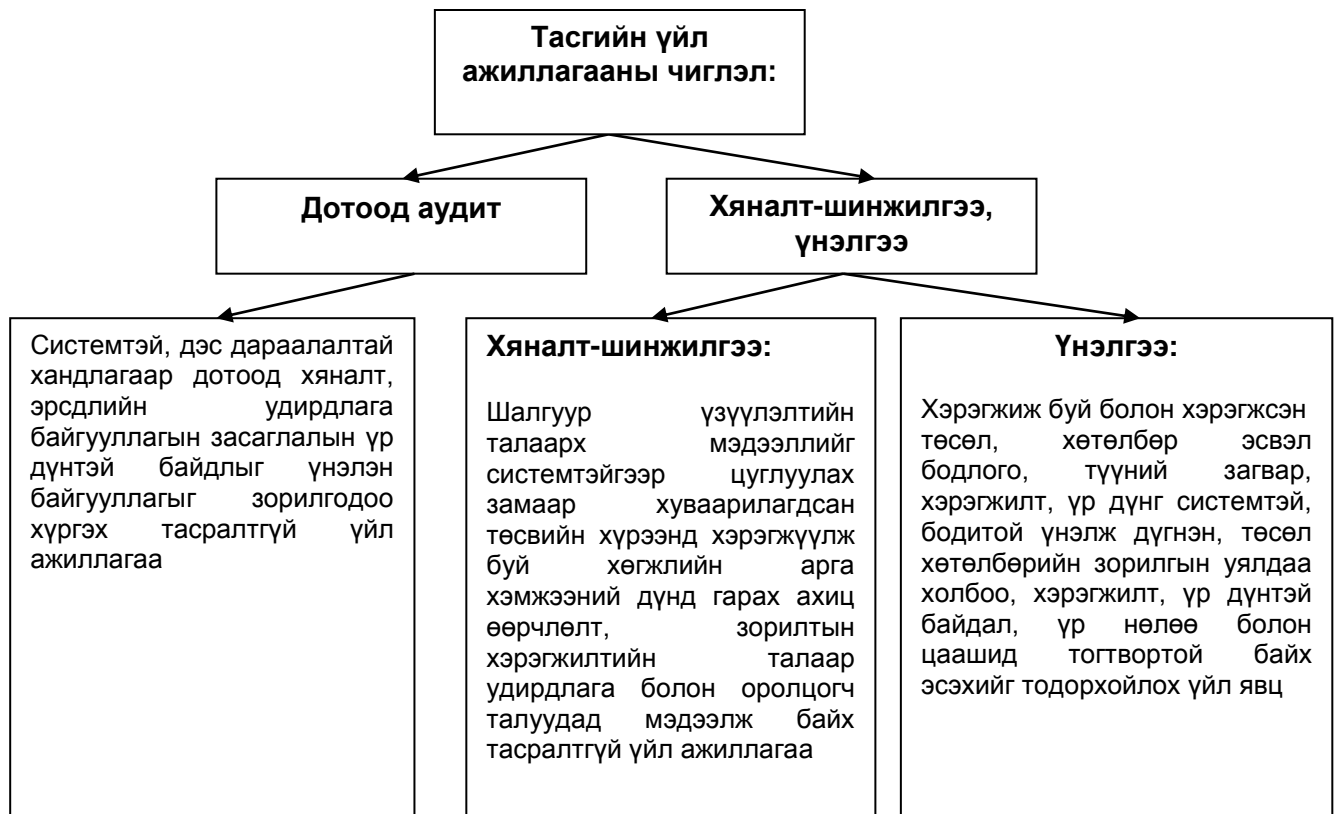 Тасгийн үйл
ажиллагааны чиглэл:
Дотоод аудит
Хяналт-шинжилгээ,
үнэлгээ
Системтэй, дэс дараалалтай
хандлагаар дотоод хяналт,
эрсдлийн удирдлага
байгууллагын засаглалын үр
дүнтэй байдлыг үнэлэн
байгууллагыг зорилгодоо
хүргэх тасралтгүй үйл
ажиллагаа
Хяналт-шинжилгээ:
Шалгуур үзүүлэлтийн
талаарх мэдээллийг
системтэйгээр цуглуулах
замаар хуваарилагдсан
төсвийн хүрээнд хэрэгжүүлж
буй хөгжлийн арга
хэмжээний дүнд гарах ахиц
өөрчлөлт, зорилтын
хэрэгжилтийн талаар
удирдлага болон оролцогч
талуудад мэдээлж байх
тасралтгүй үйл ажиллагаа
Үнэлгээ:
Хэрэгжиж буй болон хэрэгжсэн
төсөл, хөтөлбөр эсвэл
бодлого, түүний загвар,
хэрэгжилт, үр дүнг системтэй,
бодитой үнэлж дүгнэн, төсөл
хөтөлбөрийн зорилгын уялдаа
холбоо, хэрэгжилт, үр дүнтэй
байдал, үр нөлөө болон
цаашид тогтвортой байх
эсэхийг тодорхойлох үйл явц